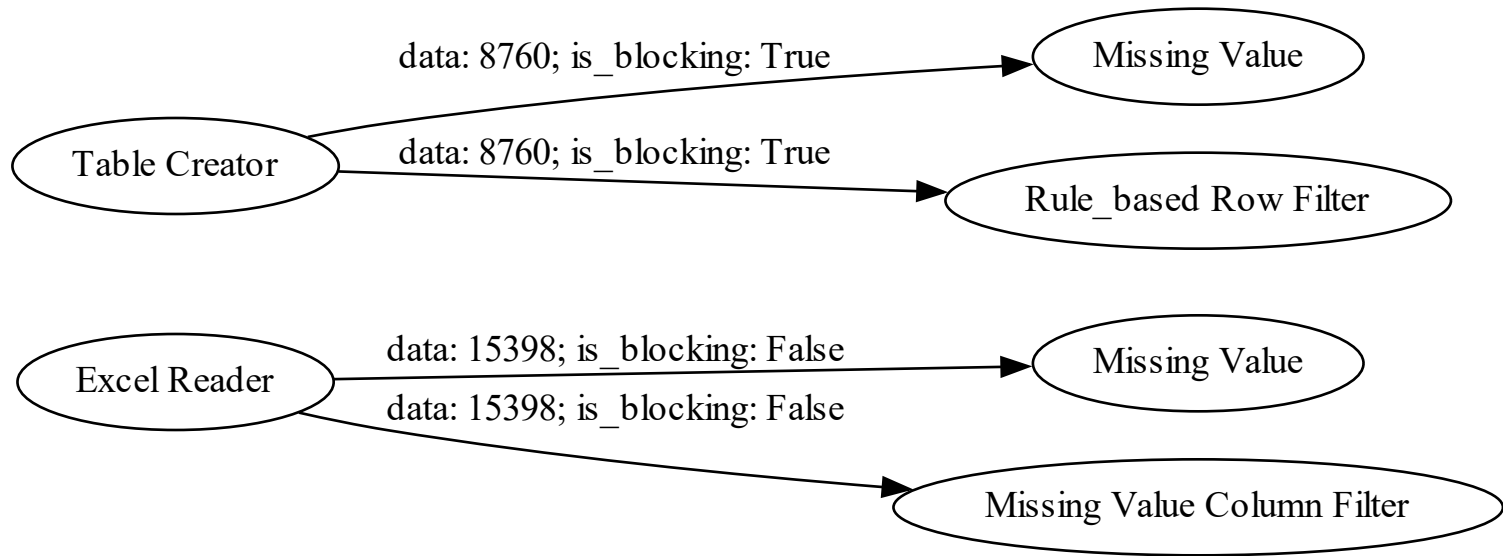 data: 8760; is_blocking: True
Missing Value
Table Creator
data: 8760; is_blocking: True
Rule_based Row Filter
data: 15398; is_blocking: False
Missing Value
Excel Reader
data: 15398; is_blocking: False
Missing Value Column Filter